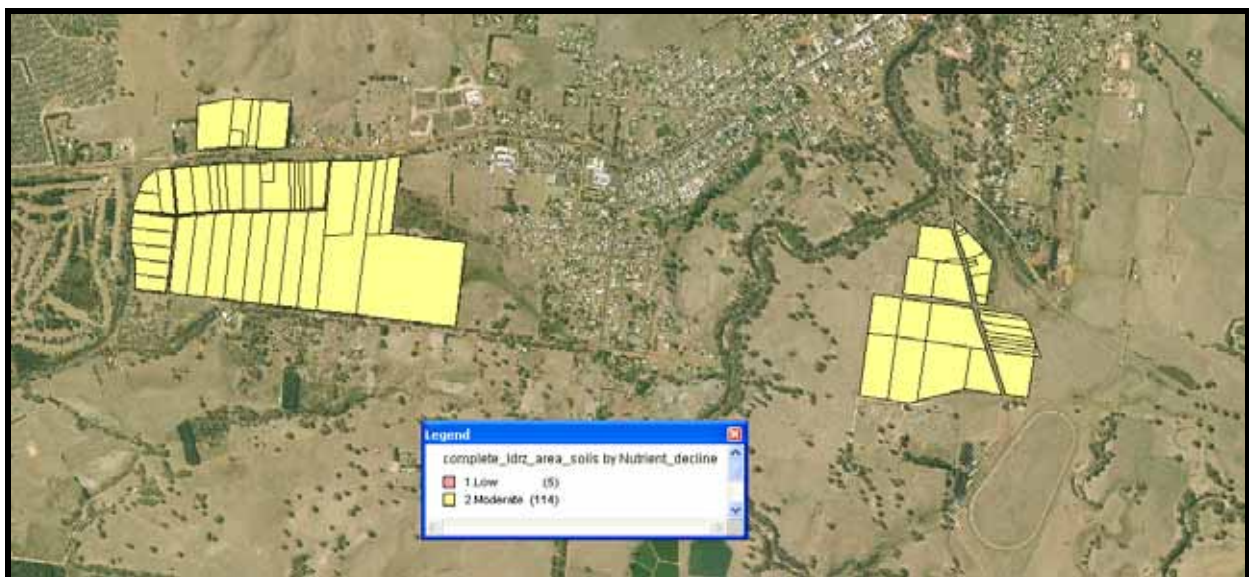 Legend
complete_ldrz_area_soils by Nutrient_decline
1.Low (5)
2.Moderate (114)